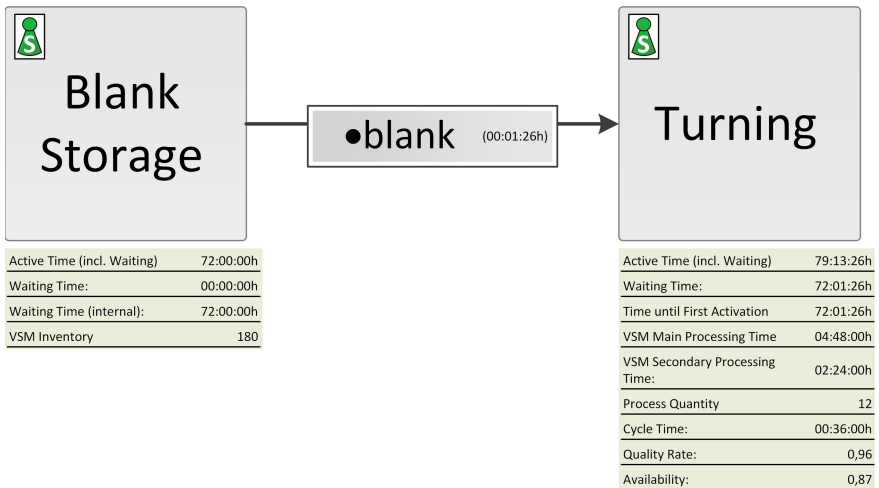 S
Blank
Storage
●blank (00:01:26h)
S
Turning
Active Time (incl. Waiting) 72:00:00h
Waiting Time: 00:00:00h
Waiting Time (internal): 72:00:00h
VSM Inventory 180
Active Time (incl. Waiting) 79:13:26h
Waiting Time: 72:01:26h
Time until First Activation 72:01:26h
VSM Main Processing Time 04:48:00h
VSM Secondary Processing
Time: 02:24:00h
Process Quantity 12
Cycle Time: 00:36:00h
Quality Rate: 0,96
Availability: 0,87